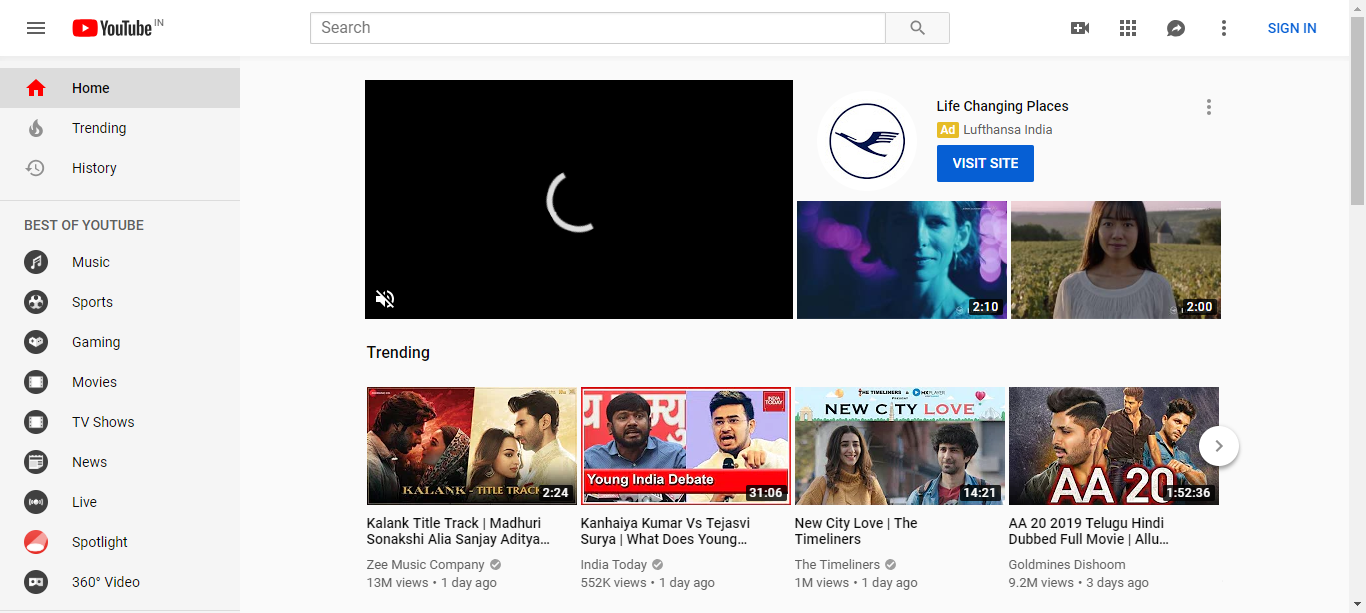 YouTube IN
Search
SIGN IN
Home
Trending
History
BEST OF YOUTUBE
Music
Sports
Gaming
Movies
TV Shows
News
Live
Spotlight
360° Video
Life Changing Places
Ad Lufthansa India
VISIT SITE
2:10
2:00
Trending
KALANK - TITLE TRACK
2:24
INDIA
TODAY
Young India Debate
31:06
THE TIMELINERS & MX PLAYER
NEW CITY LOVE
14:21
AA 20
1:52:36
Kalank Title Track | Madhuri
Sonakshi Alia Sanjay Aditya...
Zee Music Company
13M views • 1 day ago
Kanhaiya Kumar Vs Tejasvi
Surya | What Does Young...
India Today
552K views • 1 day ago
New City Love | The
Timeliners
The Timeliners
1M views • 1 day ago
AA 20 2019 Telugu Hindi
Dubbed Full Movie | Allu...
Goldmines Dishoom
9.2M views • 3 days ago